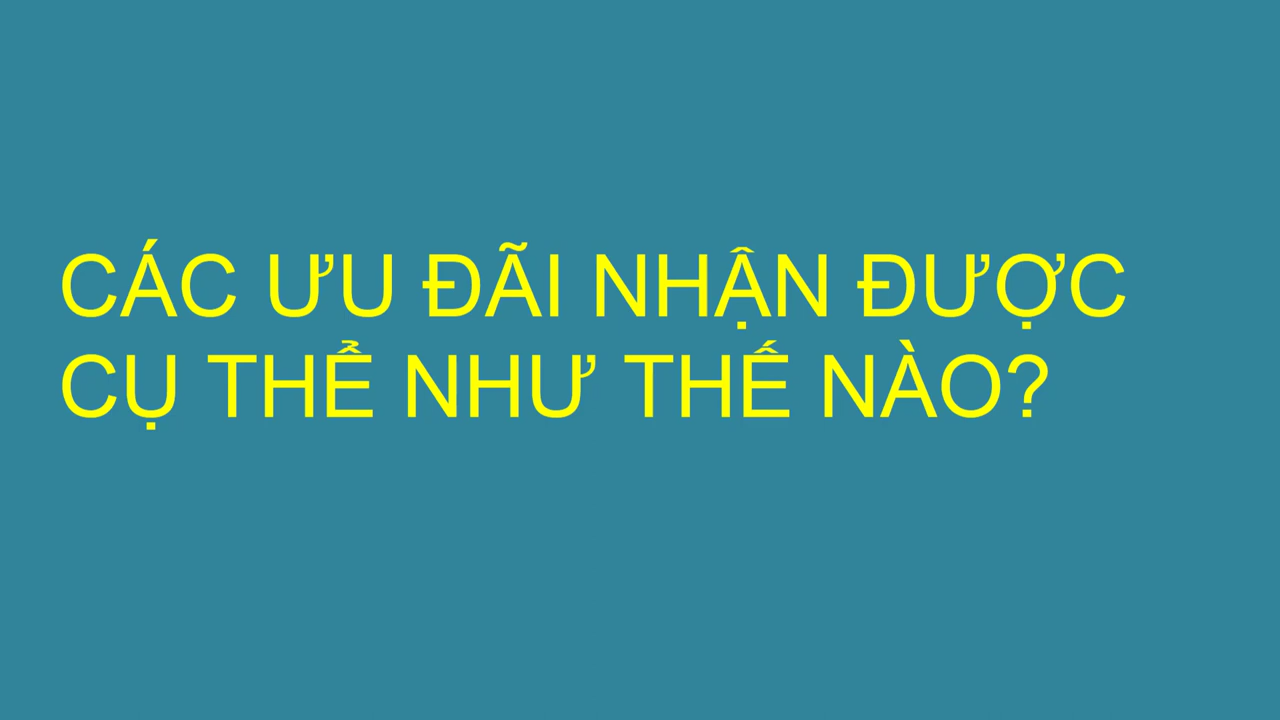 CÁC ƯU ĐÃI NHẬN ĐƯỢC
CỤ THỂ NHƯ THẾ NÀO?